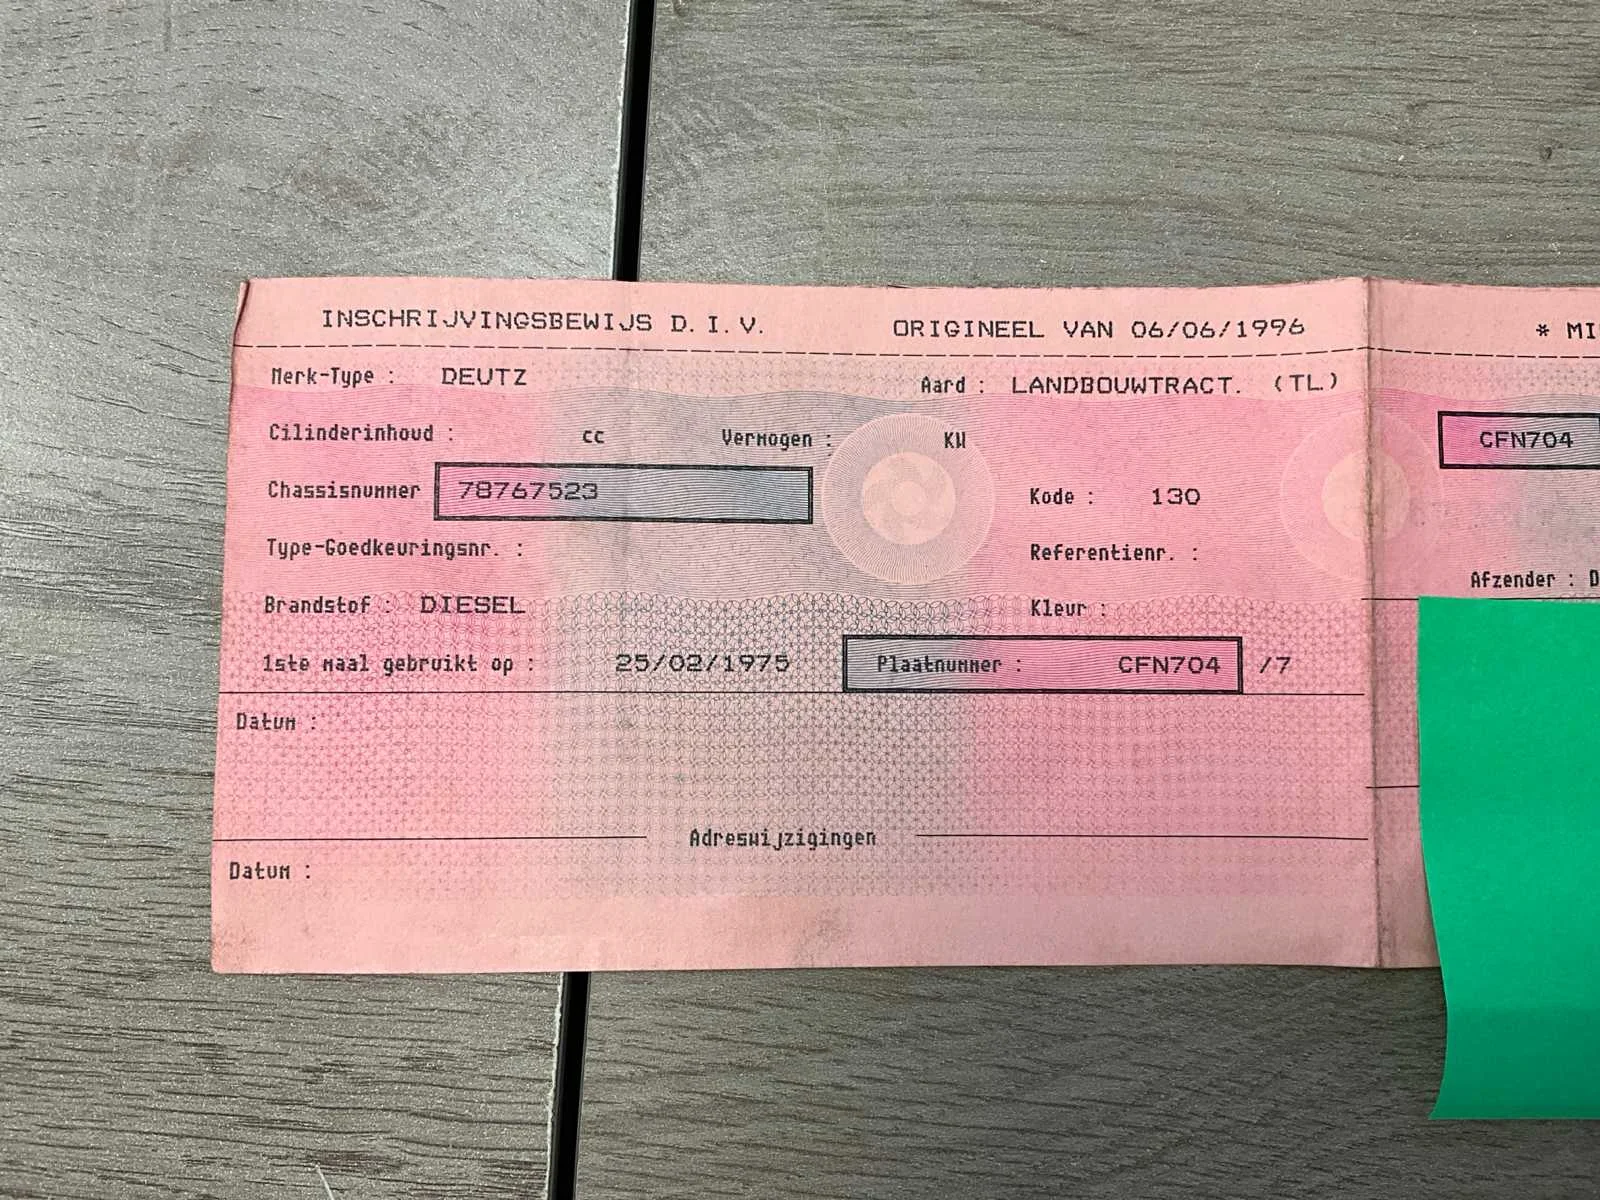 INSCHRIJVINGSBEWIJS D.I.V. ORIGINEEL VAN 06/06/1996 * MI
Merk-Type : DEUTZ Aard : LANDBOUWTRACT. (TL)
Cilinderinhoud : cc Vermogen : KW CFN704
Chassisnummer 78767523 Kode : 130
Type-Goedkeuringsnr. : Referentienr. :
Afzender : D
Brandstof : DIESEL Kleur :
1ste maal gebruikt op : 25/02/1975 Plaatnummer : CFN704 /7
Datum :
Adreswijzigingen
Datum :